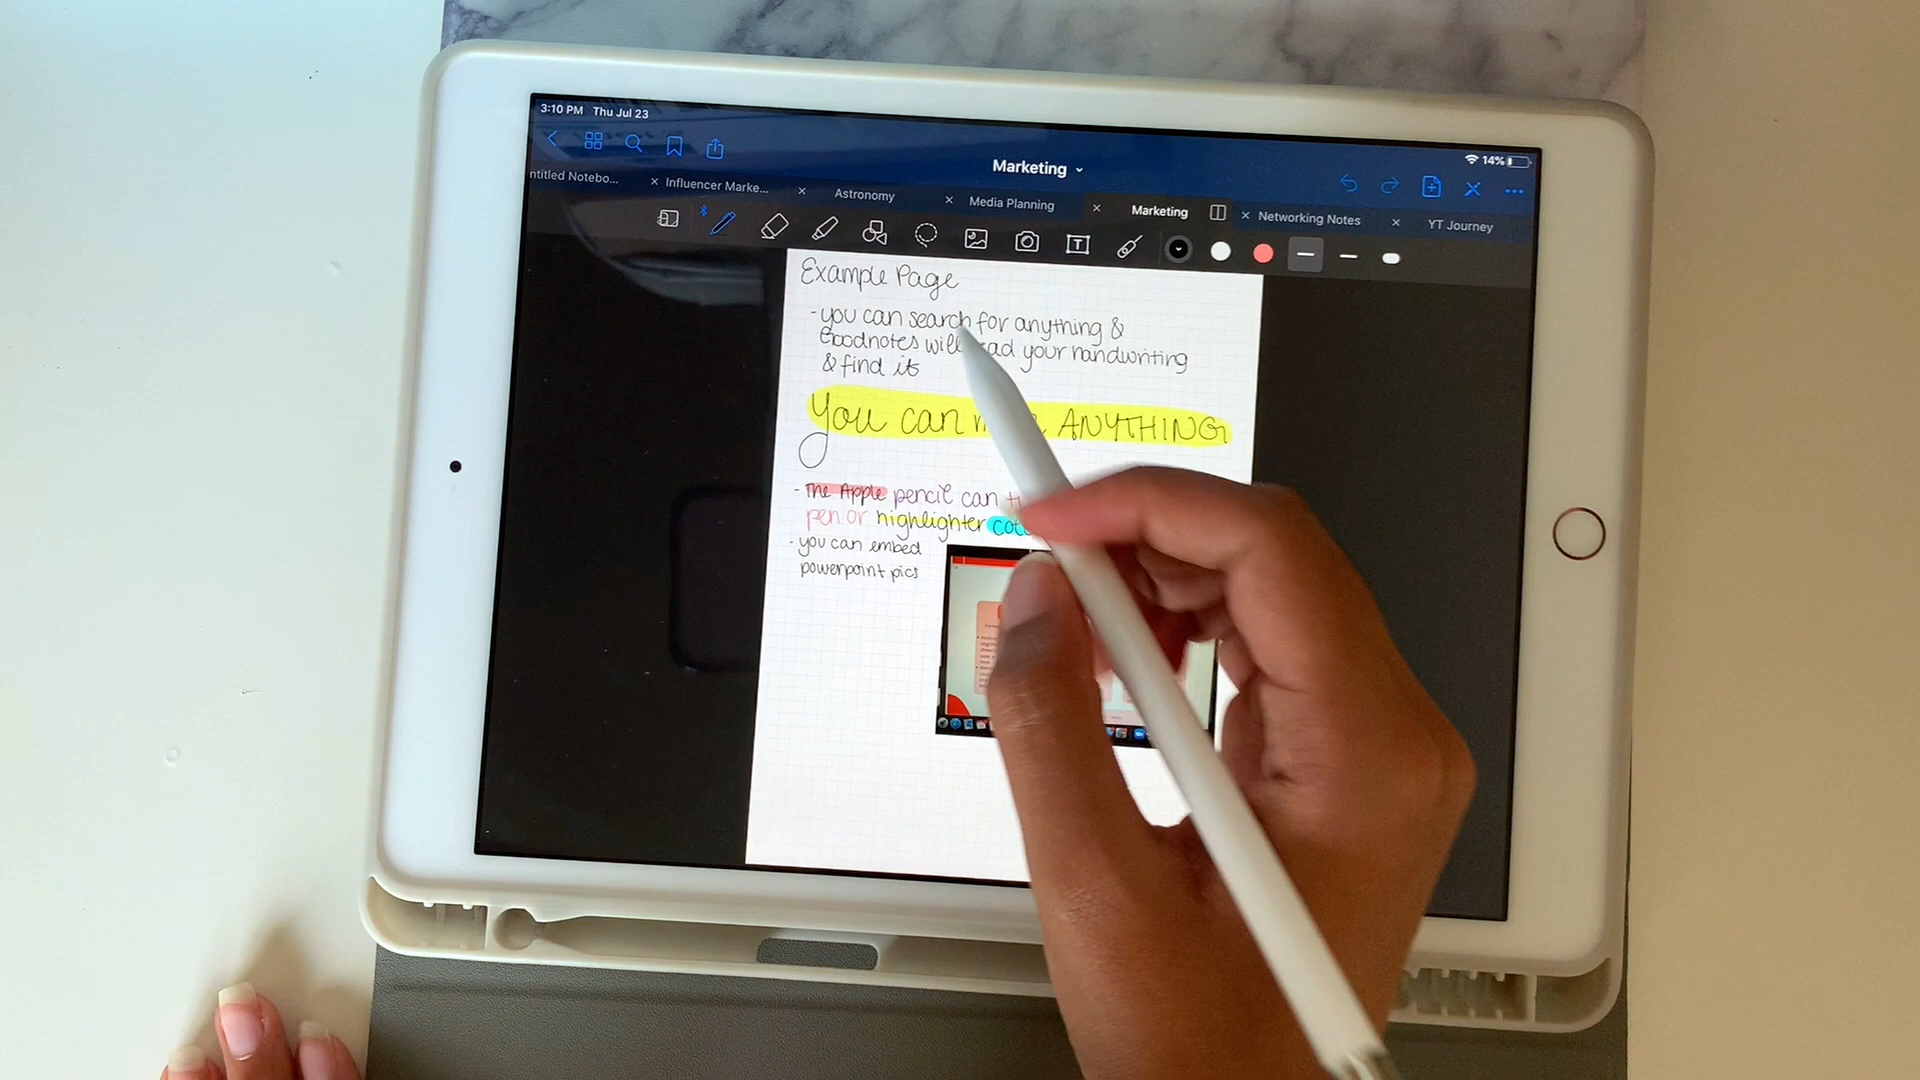 3:10 PM Thu Jul 23
14%
Marketing
ntitled Notebo...
Influencer Marke...
Astronomy
Media Planning
Marketing
Networking Notes
YT Journey
Example Page
- you can search for anything &
Goodnotes will your handwriting
& find it
you can ANYTHING
- The Apple pencil can
pen or highlighter
- you can embed
powerpoint pics